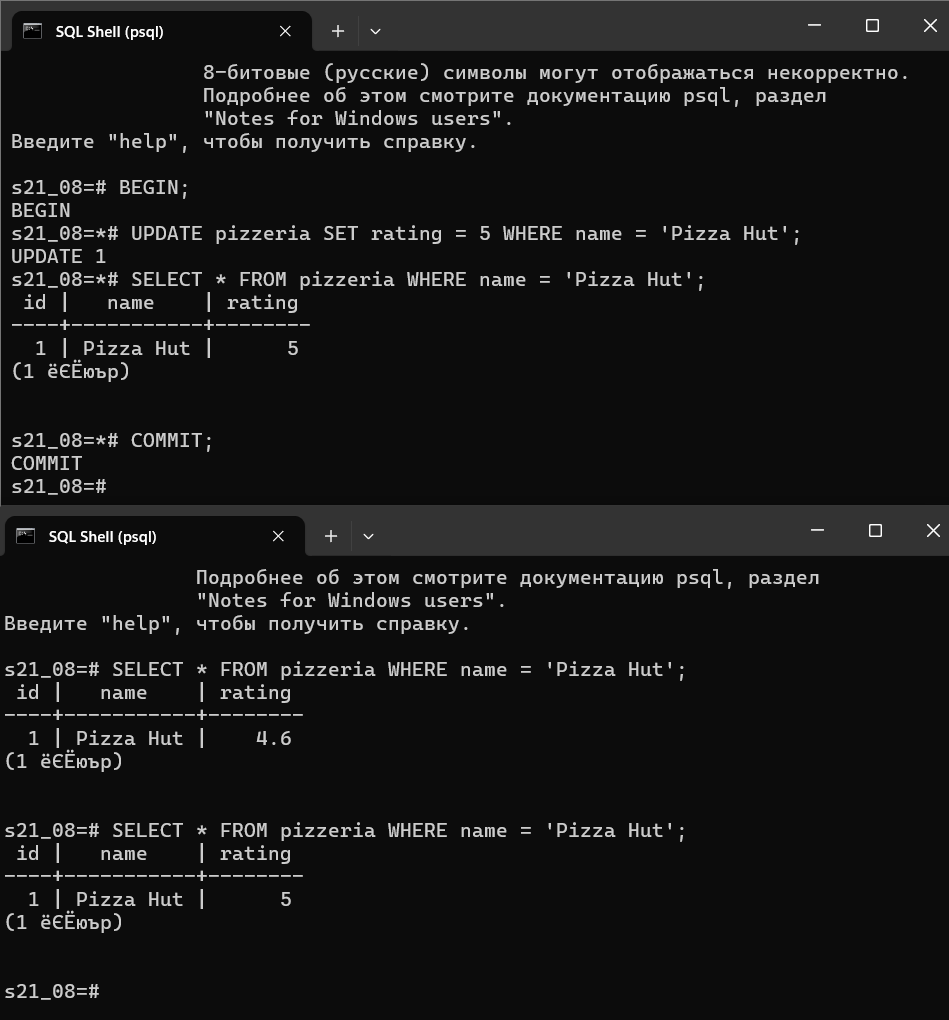 SQL Shell (psql)
8-битовые (русские) символы могут отображаться некорректно.
Подробнее об этом смотрите документацию psql, раздел
"Notes for Windows users".
Введите "help", чтобы получить справку.
s21_08=# BEGIN;
BEGIN
s21_08=*# UPDATE pizzeria SET rating = 5 WHERE name = 'Pizza Hut';
UPDATE 1
s21_08=*# SELECT * FROM pizzeria WHERE name = 'Pizza Hut';
 id |   name    | rating
----+-----------+--------
  1 | Pizza Hut |      5
(1 ёЄЁюър)
s21_08=*# COMMIT;
COMMIT
s21_08=#
SQL Shell (psql)
Подробнее об этом смотрите документацию psql, раздел
"Notes for Windows users".
Введите "help", чтобы получить справку.
s21_08=# SELECT * FROM pizzeria WHERE name = 'Pizza Hut';
 id |   name    | rating
----+-----------+--------
  1 | Pizza Hut |    4.6
(1 ёЄЁюър)
s21_08=# SELECT * FROM pizzeria WHERE name = 'Pizza Hut';
 id |   name    | rating
----+-----------+--------
  1 | Pizza Hut |      5
(1 ёЄЁюър)
s21_08=#